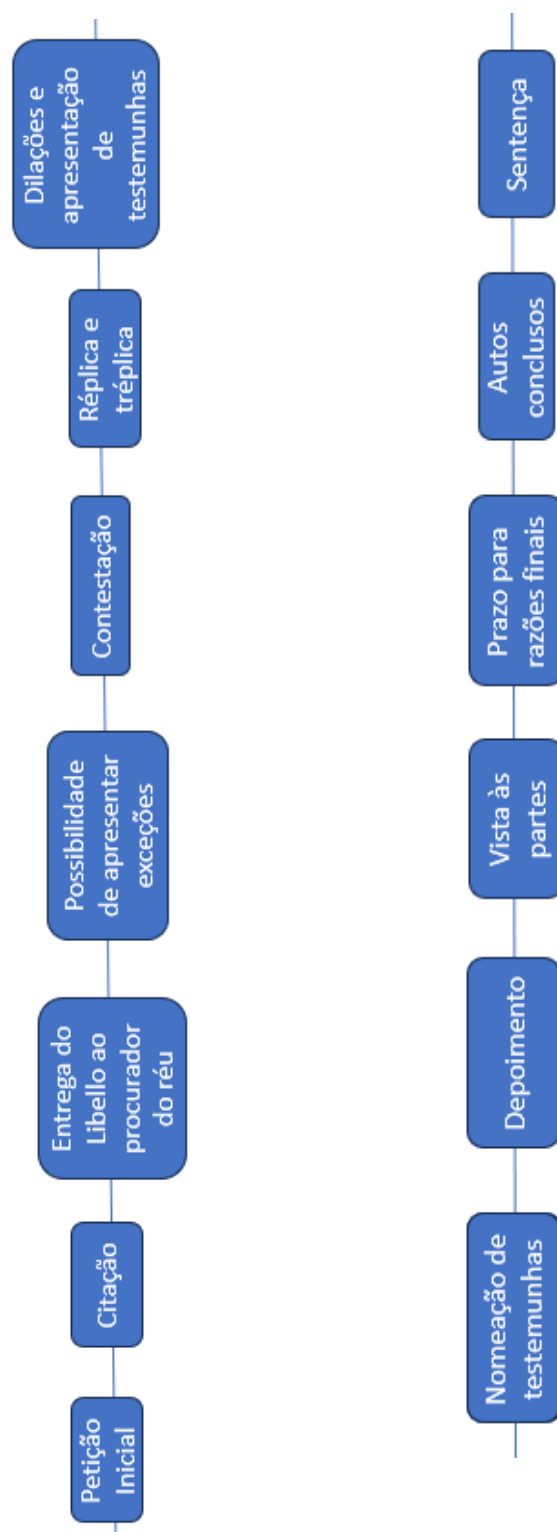 Petição
Inicial
Citação
Entrega do
Libello ao
procurador
do réu
Possibilidade
de apresentar
exceções
Contestação
Réplica e
tréplica
Dilações e
apresentação
de
testemunhas
Nomeação de
testemunhas
Depoimento
Vista às
partes
Prazo para
razões finais
Autos
conclusos
Sentença